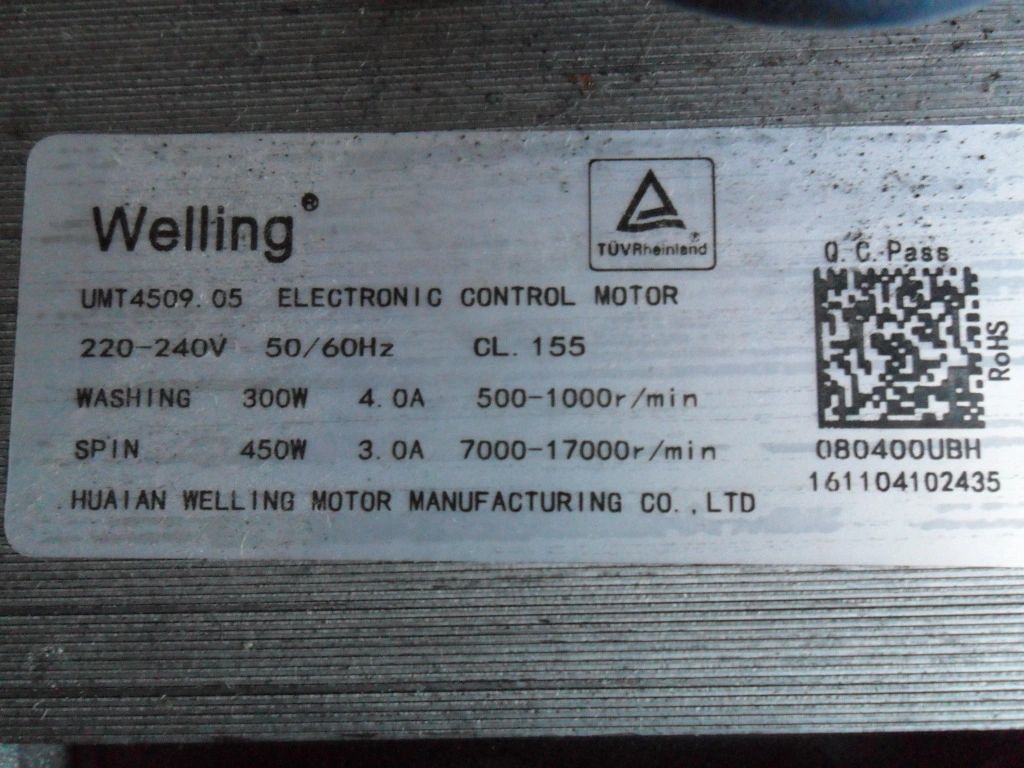 Welling®
TÜVRheinland®
UMT4509.05 ELECTRONIC CONTROL MOTOR
220-240V 50/60Hz CL.155
WASHING 300W 4.0A 500-1000r/min
SPIN 450W 3.0A 7000-17000r/min
HUAIAN WELLING MOTOR MANUFACTURING CO.,LTD
Q.C.Pass
RoHS
080400UBH
161104102435